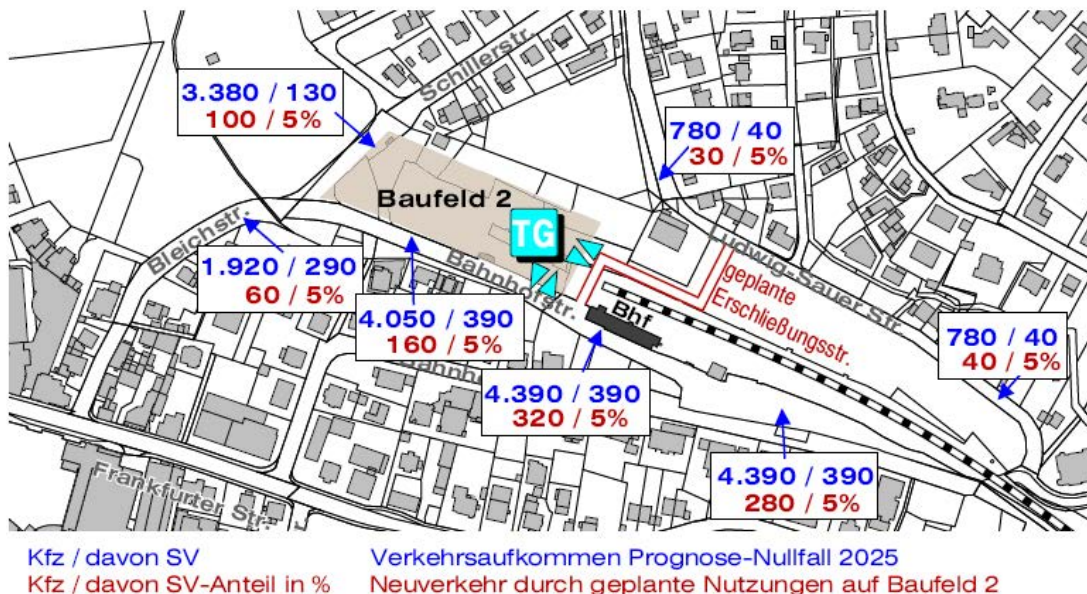 Schillerstr.
3.380 / 130
100 / 5%
780 / 40
30 / 5%
Baufeld 2
TG
Bleichstr.
1.920 / 290
60 / 5%
Bahnhofstr.
4.050 / 390
160 / 5%
Ludwig-Sauer Str.
geplante
Erschließungsstr.
Bhf
780 / 40
40 / 5%
4.390 / 390
320 / 5%
4.390 / 390
280 / 5%
Frankfurter Str.
Kfz / davon SV
Verkehrsaufkommen Prognose-Nullfall 2025
Kfz / davon SV-Anteil in %
Neuverkehr durch geplante Nutzungen auf Baufeld 2